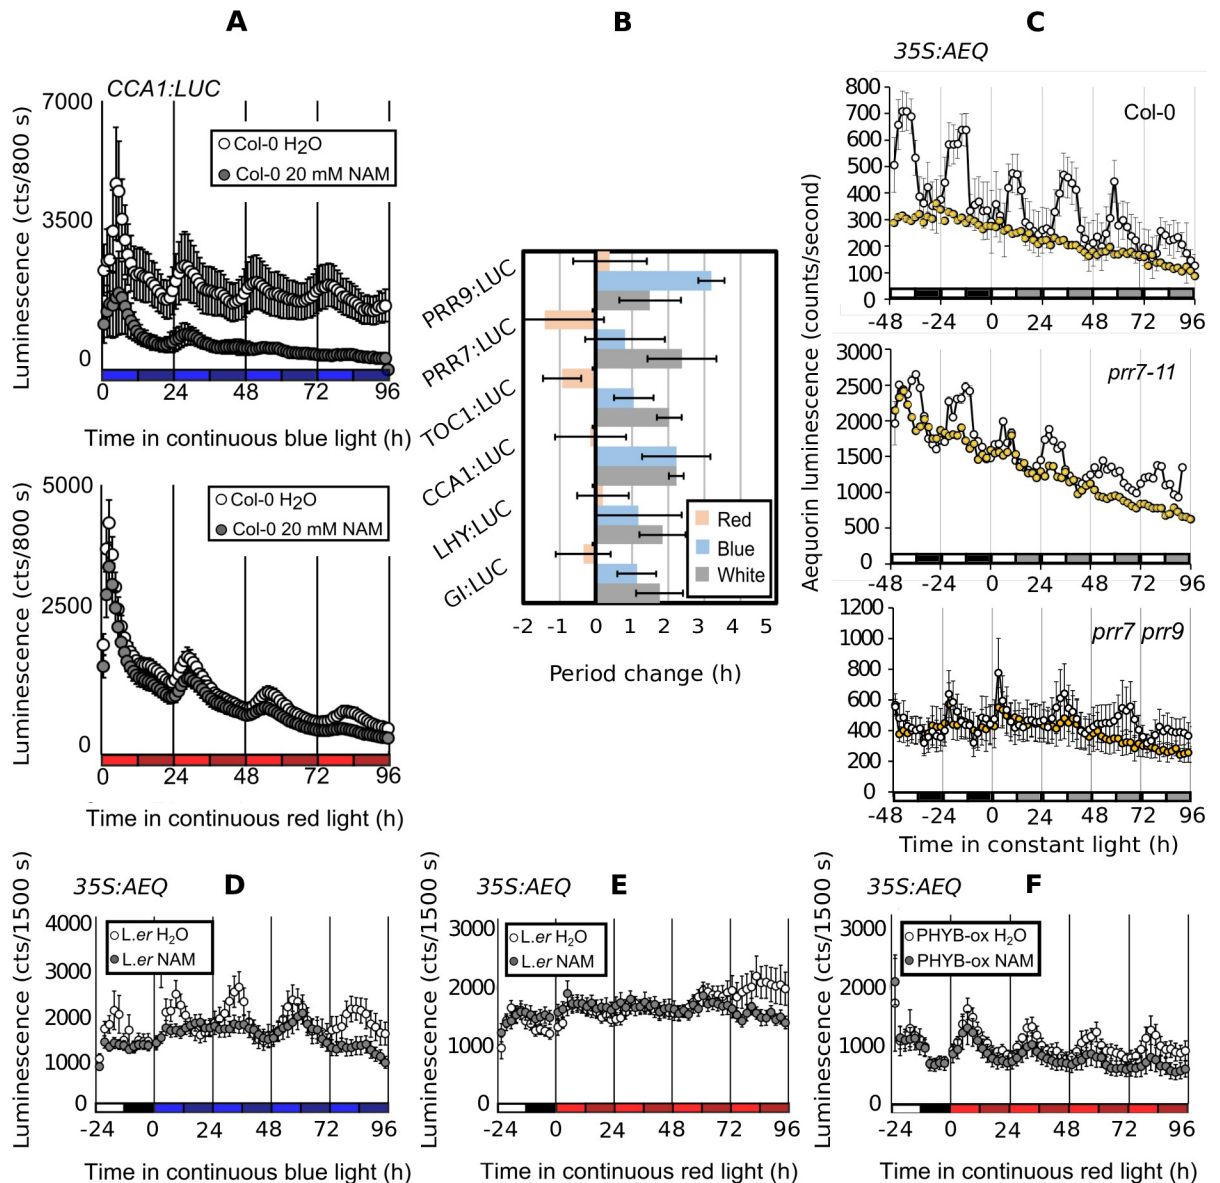 A
B
C
CCA1:LUC
7000
3500
0
Luminescence (cts/800 s)
Col-0 H2O
Col-0 20 mM NAM
0 24 48 72 96
Time in continuous blue light (h)
5000
2500
0
Luminescence (cts/800 s)
Col-0 H2O
Col-0 20 mM NAM
0 24 48 72 96
Time in continuous red light (h)
PRR9:LUC
PRR7:LUC
TOC1:LUC
CCA1:LUC
LHY:LUC
GI:LUC
Red
Blue
White
-2 -1 0 1 2 3 4 5
Period change (h)
35S:AEQ
Aequorin luminescence (counts/second)
800
700
600
500
400
300
200
100
0
Col-0
-48 -24 0 24 48 72 96
3000
2500
2000
1500
1000
500
0
prr7-11
-48 -24 0 24 48 72 96
1200
1000
800
600
400
200
0
prr7 prr9
-48 -24 0 24 48 72 96
Time in constant light (h)
35S:AEQ
D
Luminescence (cts/1500 s)
4000
3000
2000
1000
0
L.er H2O
L.er NAM
-24 0 24 48 72 96
Time in continuous blue light (h)
35S:AEQ
E
Luminescence (cts/1500 s)
3000
2000
1000
0
L.er H2O
L.er NAM
-24 0 24 48 72 96
Time in continuous red light (h)
35S:AEQ
F
Luminescence (cts/1500 s)
3000
2000
1000
0
PHYB-ox H2O
PHYB-ox NAM
-24 0 24 48 72 96
Time in continuous red light (h)